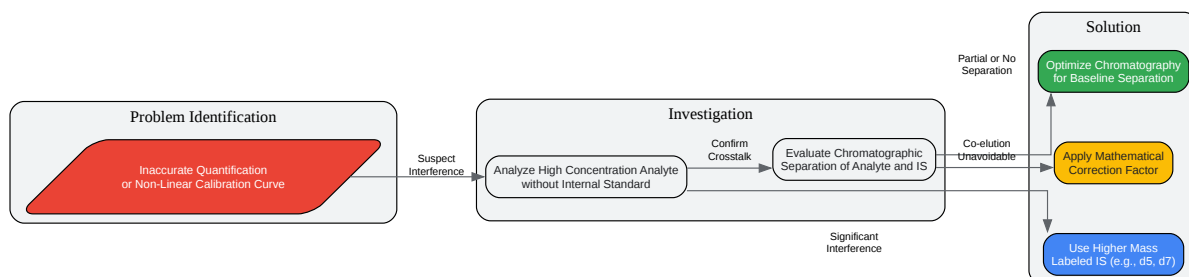 Problem Identification
Inaccurate Quantification
or Non-Linear Calibration Curve
Suspect
Interference
Investigation
Analyze High Concentration Analyte
without Internal Standard
Confirm
Crosstalk
Evaluate Chromatographic
Separation of Analyte and IS
Significant
Interference
Partial or No
Separation
Co-elution
Unavoidable
Solution
Optimize Chromatography
for Baseline Separation
Apply Mathematical
Correction Factor
Use Higher Mass
Labeled IS (e.g., d5, d7)